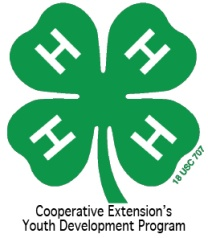 H H
H H
18 USC 707
Cooperative Extension's
Youth Development Program